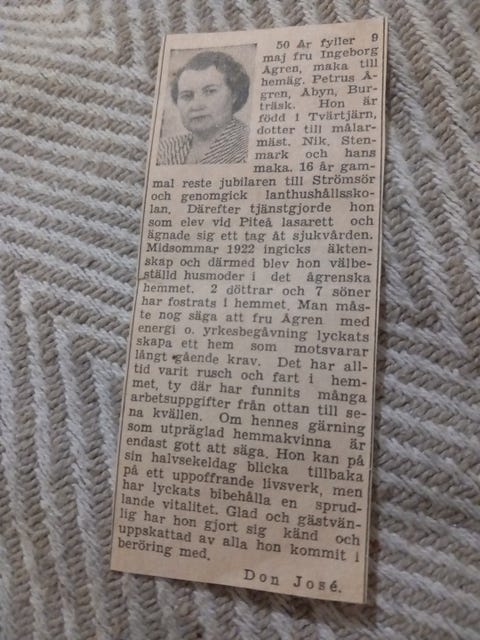 50 år fyller 9
maj fru Ingeborg
Ågren, maka till
hemäg. Petrus Å-
gren, Åbyn, Bur-
träsk. Hon är
född i Tvärtjärn,
dotter till målar-
mäst. Nik. Sten-
mark och hans
maka. 16 år gam-
mal reste jubilaren till Strömsör
och genomgick lanthushållssko-
lan. Därefter tjänstgjorde hon
som elev vid Piteå lasarett och
ägnade sig ett tag åt sjukvården.
Midsommar 1922 ingicks äkten-
skap och därmed blev hon välbe-
ställd husmoder i det ågrenska
hemmet. 2 döttrar och 7 söner
har fostrats i hemmet. Man mås-
te nog säga att fru Ågren med
energi o. yrkesbegåvning lyckats
skapa ett hem som motsvarar
långt gående krav. Det har all-
tid varit rusch och fart i hem-
met, ty där har funnits många
arbetsuppgifter från ottan till se-
na kvällen. Om hennes gärning
som utpräglad hemmakvinna är
endast gott att säga. Hon kan på
sin halvsekeldag blicka tillbaka
på ett uppoffrande livsverk, men
har lyckats bibehålla en sprud-
lande vitalitet. Glad och gästvän-
lig har hon gjort sig känd och
uppskattad av alla hon kommit i
beröring med.
Don José.